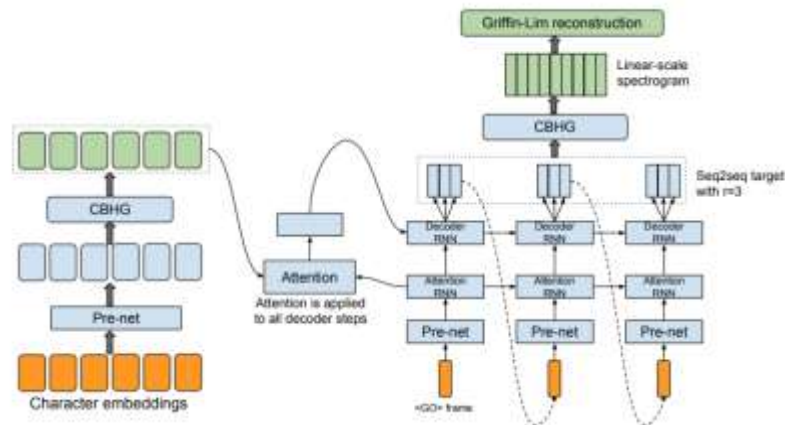 Griffin-Lim reconstruction
Linear-scale
spectrogram
CBHG
Seq2seq target
with r=3
CBHG
Decoder
RNN
Decoder
RNN
Decoder
RNN
Attention
Attention is applied
to all decoder steps
Attention
RNN
Attention
RNN
Attention
RNN
Pre-net
Pre-net
Pre-net
Pre-net
Character embeddings
<GO> frame